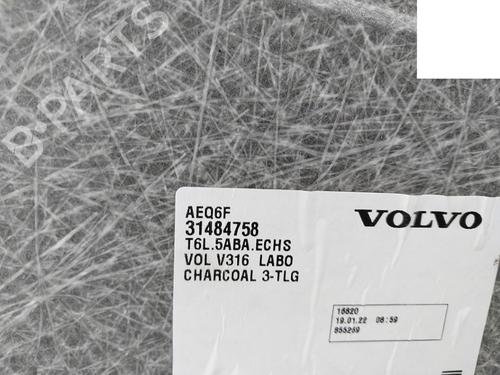 B-PARTS
AEQ6F
31484758
T6L.5ABA.ECHS
VOL V316 LABO
CHARCOAL 3-TLG
VOLVO
16820
19.01.22 08:59
855269